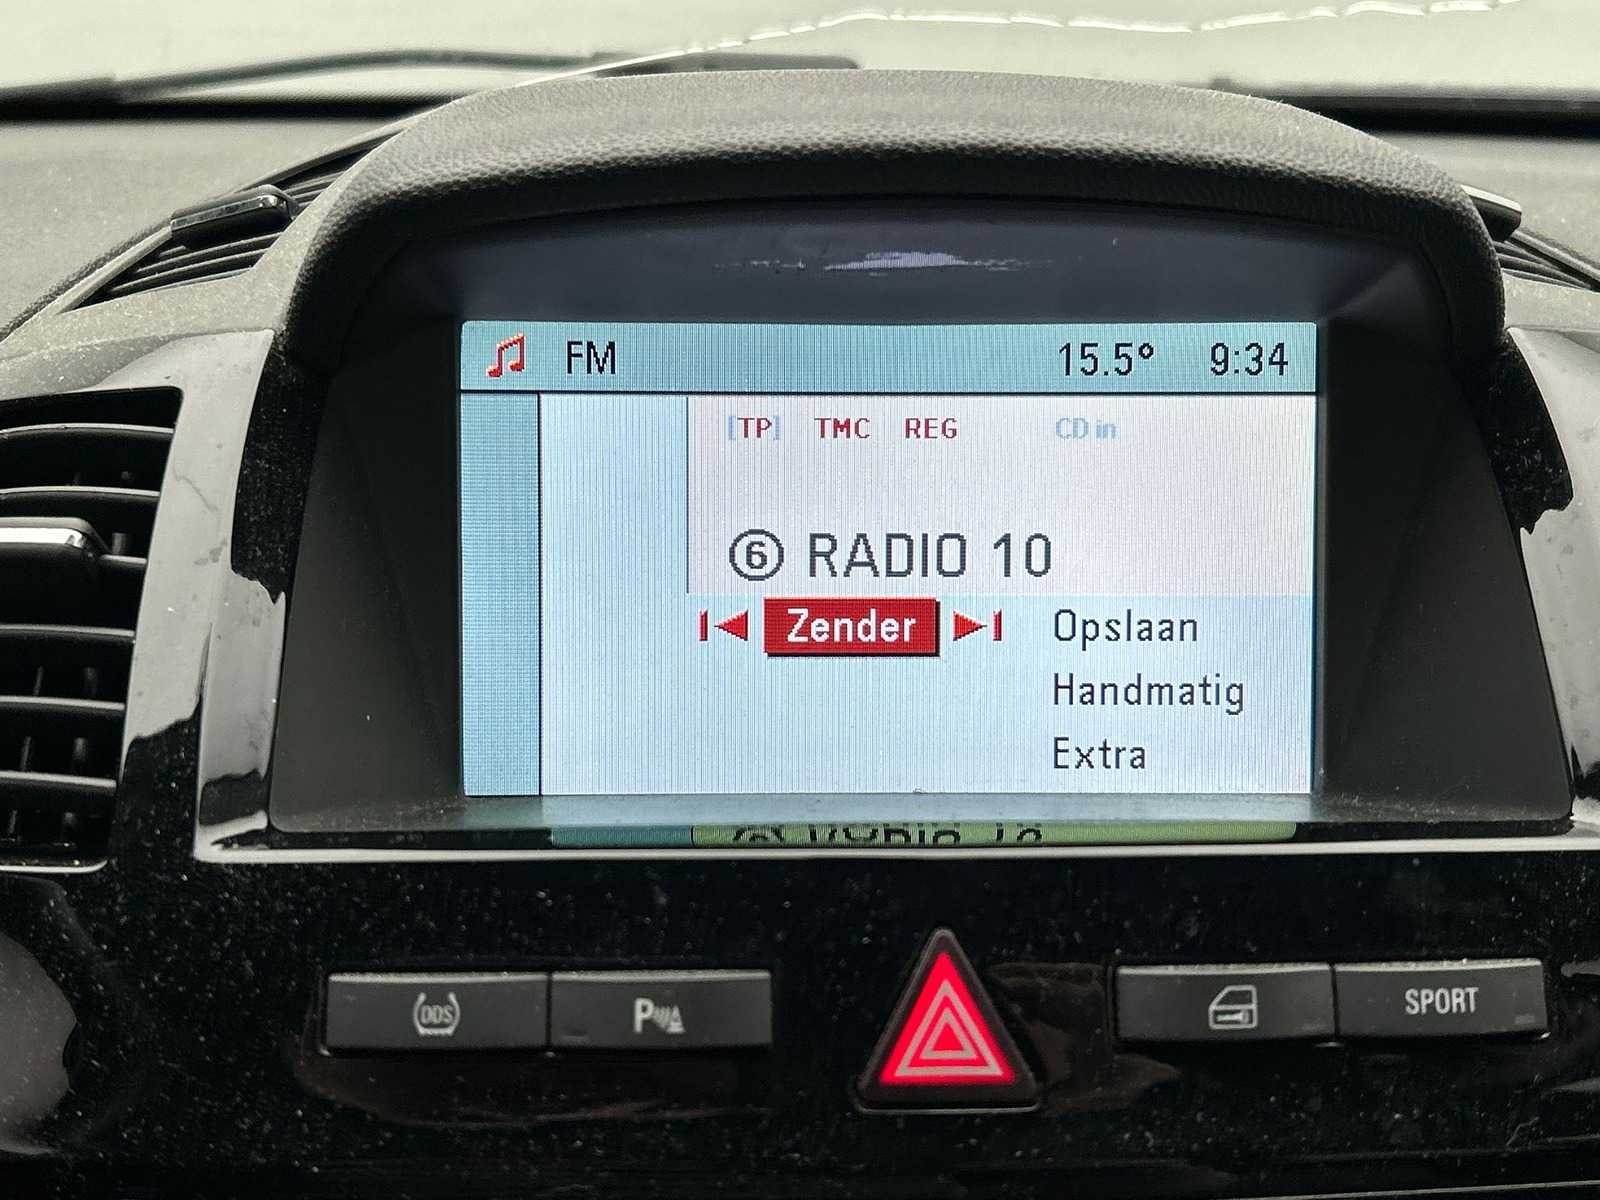 FM 15.5° 9:34
[TP] TMC REG CD in
⑥ RADIO 10
Zender Opslaan
Handmatig
Extra
DDS P SPORT